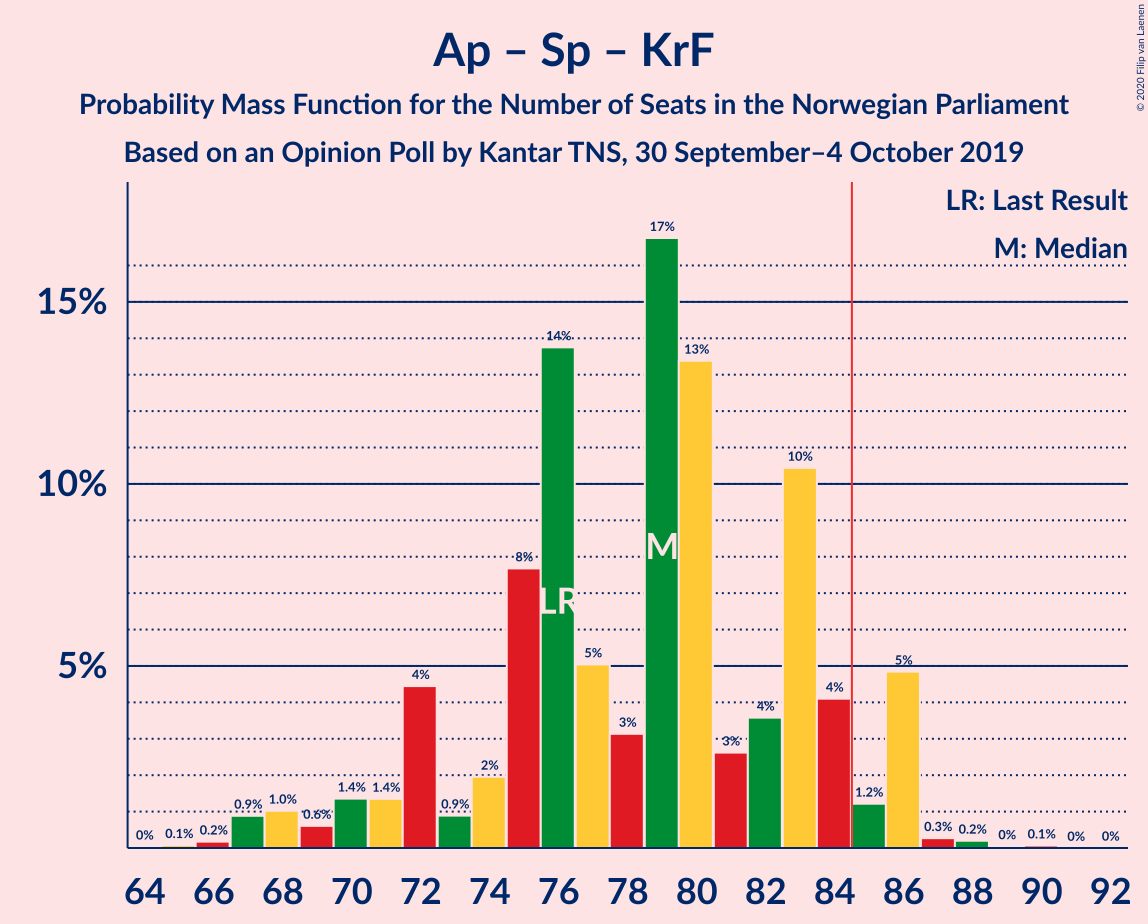 Ap – Sp – KrF
Probability Mass Function for the Number of Seats in the Norwegian Parliament
Based on an Opinion Poll by Kantar TNS, 30 September–4 October 2019
© 2020 Filip van Laenen
LR: Last Result
M: Median
15%
10%
5%
0% 0.1% 0.2% 0.9% 1.0% 0.6% 1.4% 1.4% 4% 0.9% 2% 8% 14% 5% 3% 17% 13% 3% 4% 10% 4% 1.2% 5% 0.3% 0.2% 0% 0.1% 0% 0%
LR
M
64 66 68 70 72 74 76 78 80 82 84 86 88 90 92